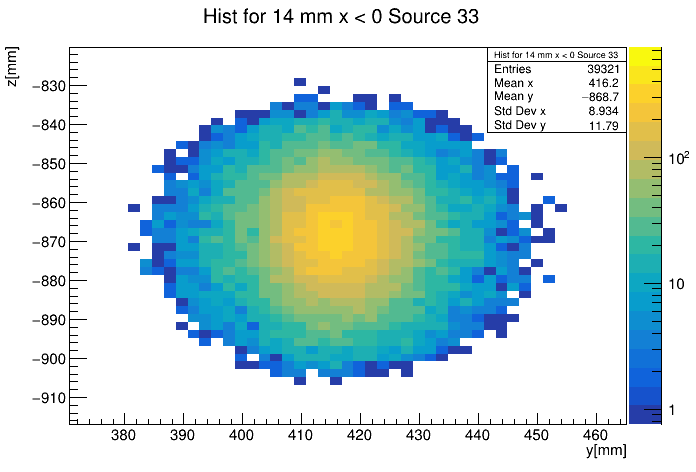 Hist for 14 mm x < 0 Source 33
z[mm]
Hist for 14 mm x < 0 Source 33
Entries 39321
Mean x 416.2
Mean y −868.7
Std Dev x 8.934
Std Dev y 11.79
−830
−840
−850
−860
−870
−880
−890
−900
−910
10²
10
1
380 390 400 410 420 430 440 450 460
y[mm]